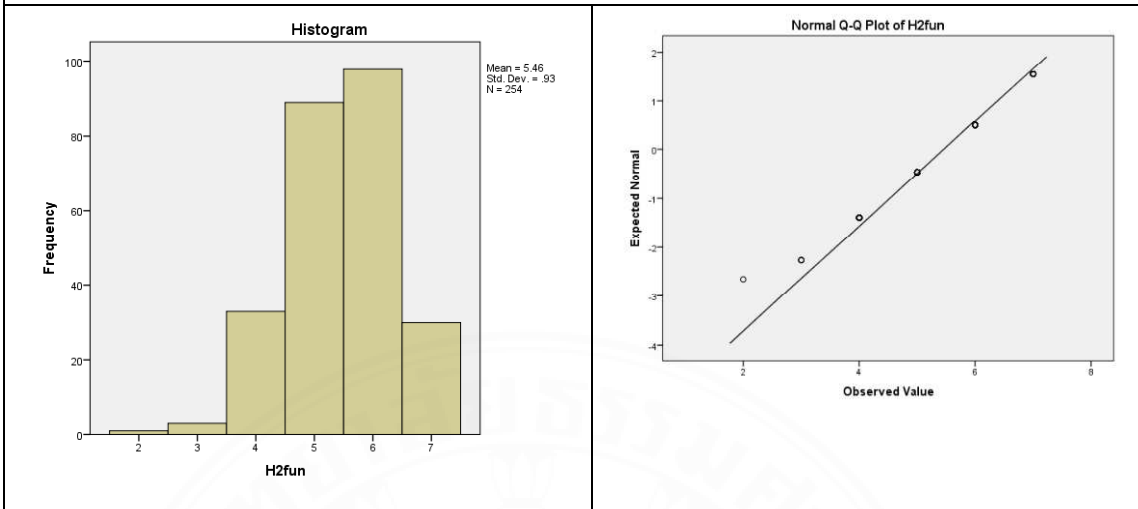 Histogram
100
80
60
40
20
0
Frequency
2 3 4 5 6 7
H2fun
Mean = 5.46
Std. Dev. = .93
N = 254
Normal Q-Q Plot of H2fun
2
1
0
-1
-2
-3
-4
Expected Normal
2 4 6 8
Observed Value